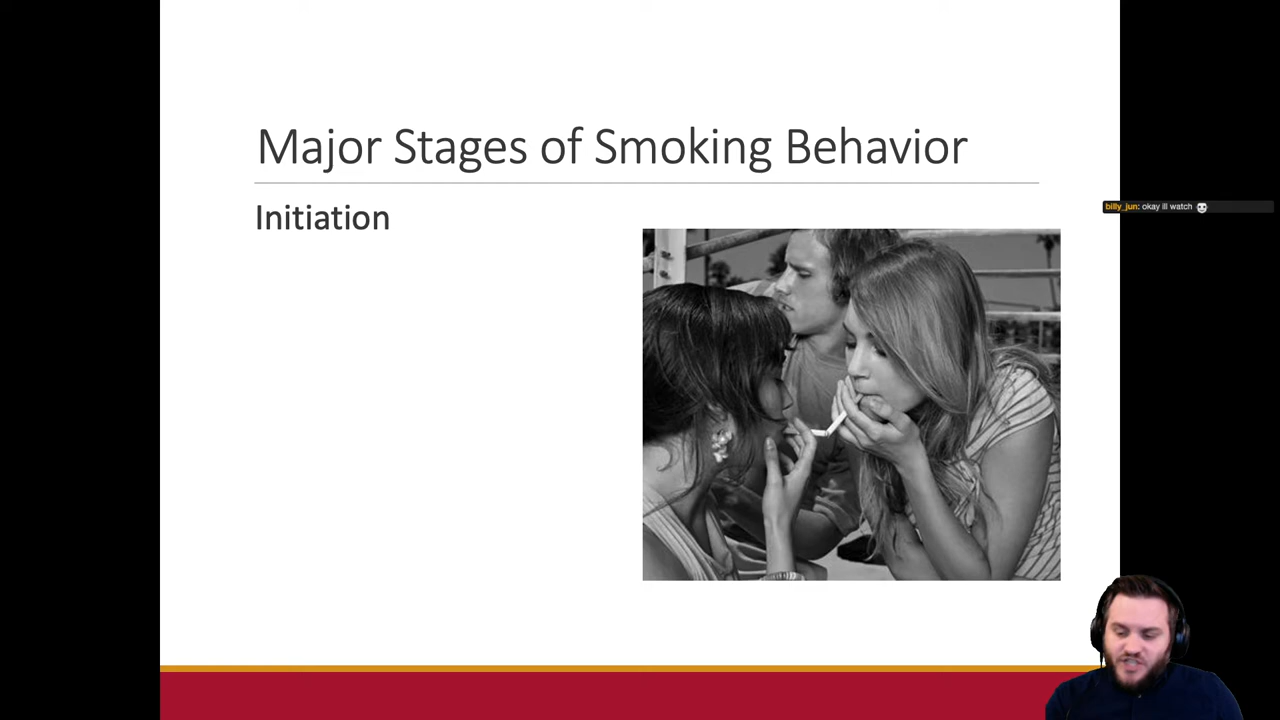 Major Stages of Smoking Behavior
Initiation
billy_jun: okay ill watch